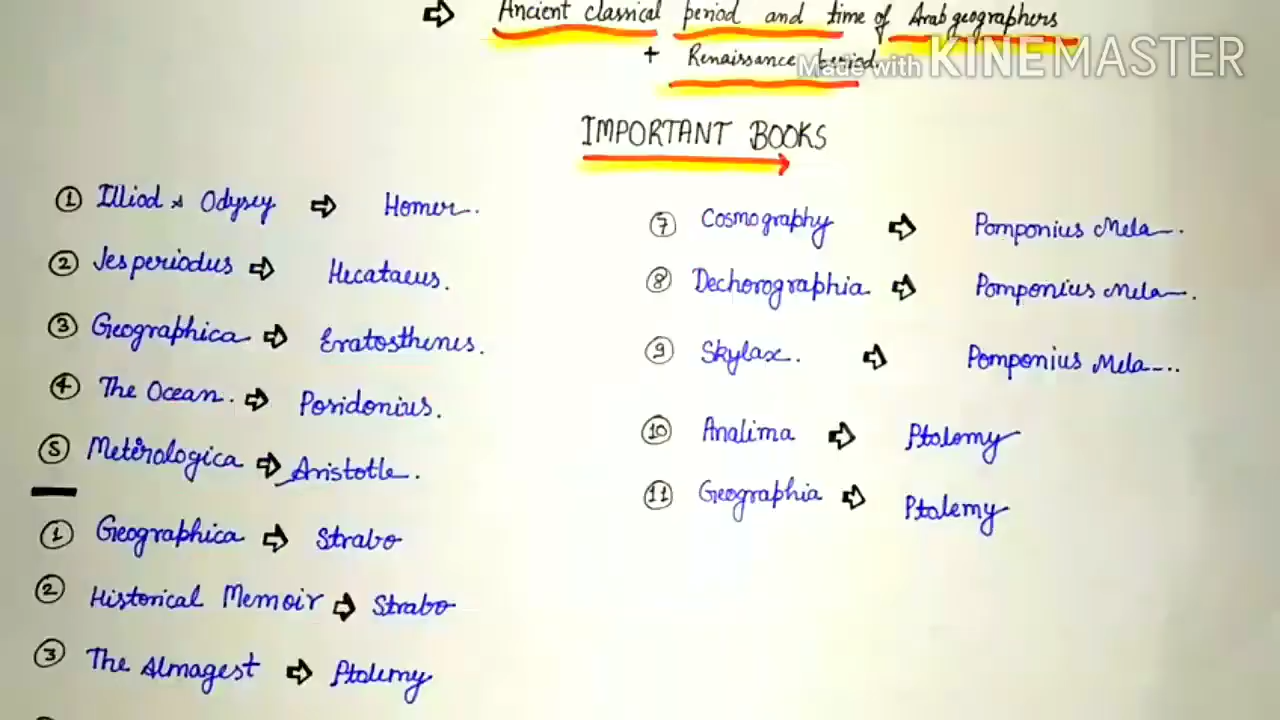 ⇨ Ancient classical period and time of Arab geographers
+ Renaissance period.
Made with KINEMASTER
IMPORTANT BOOKS
① Illiod & Odysey ⇨ Homer.
② Jesperiodus ⇨ Hecataeus.
③ Geographica ⇨ Eratosthenes.
④ The Ocean. ⇨ Posidonius.
⑤ Meterologica ⇨ Aristotle.
① Geographica ⇨ Strabo
② Historical Memoir ⇨ Strabo
③ The Almagest ⇨ Ptolemy
⑦ Cosmography ⇨ Pomponius Mela.
⑧ Dechorographia ⇨ Pomponius Mela.
⑨ Skylax. ⇨ Pomponius Mela...
⑩ Analima ⇨ Ptolemy
⑪ Geographia ⇨ Ptolemy